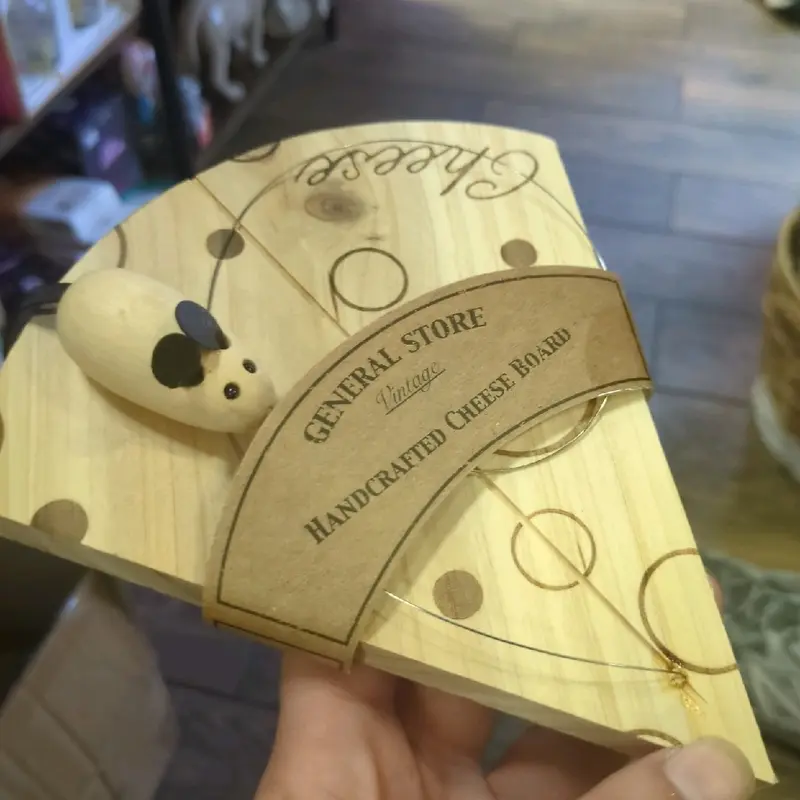 Cheese
GENERAL STORE
Vintage
HANDCRAFTED CHEESE BOARD